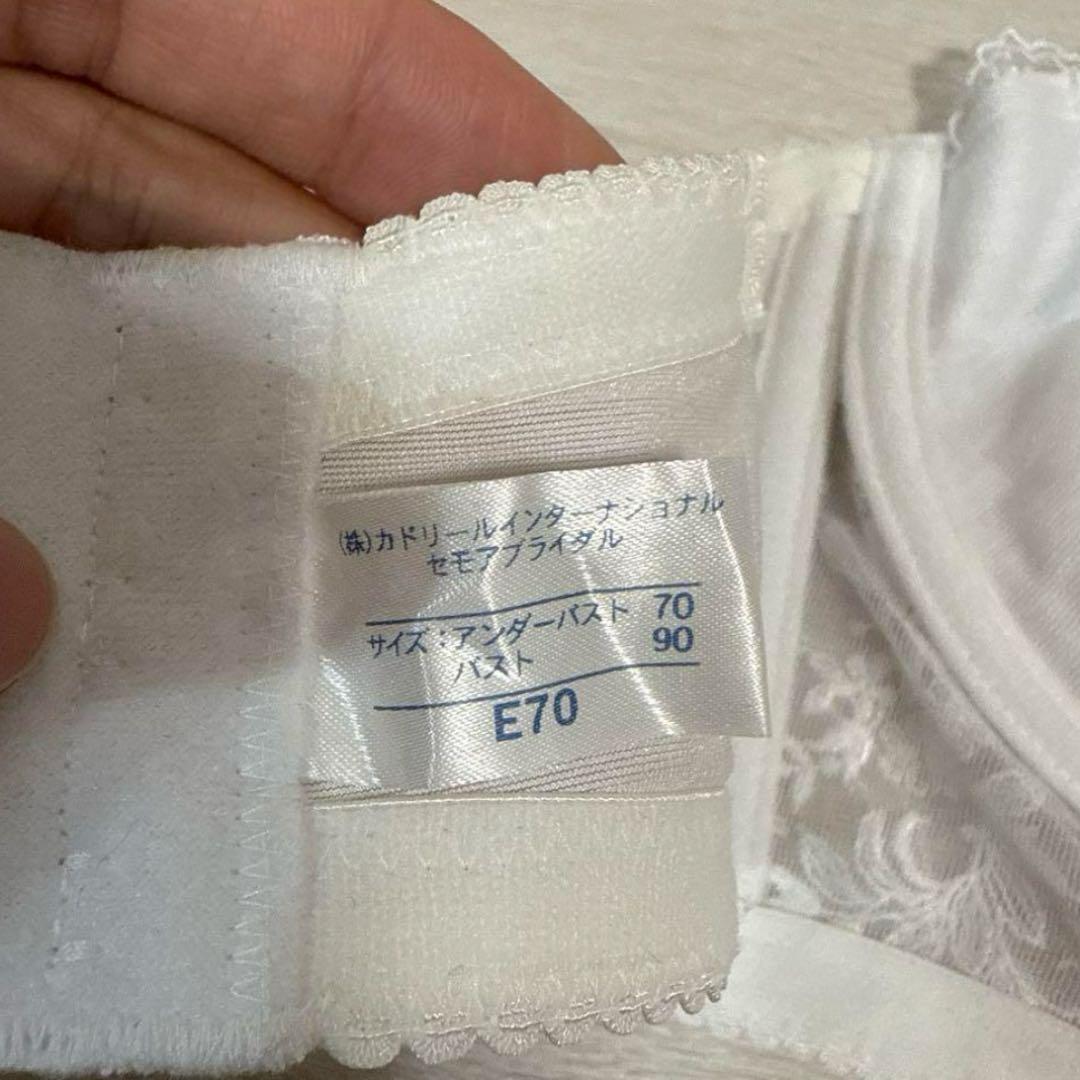 (株)カドリールインターナショナル
セモアブライダル
サイズ：アンダーバスト 70
バスト 90
E70